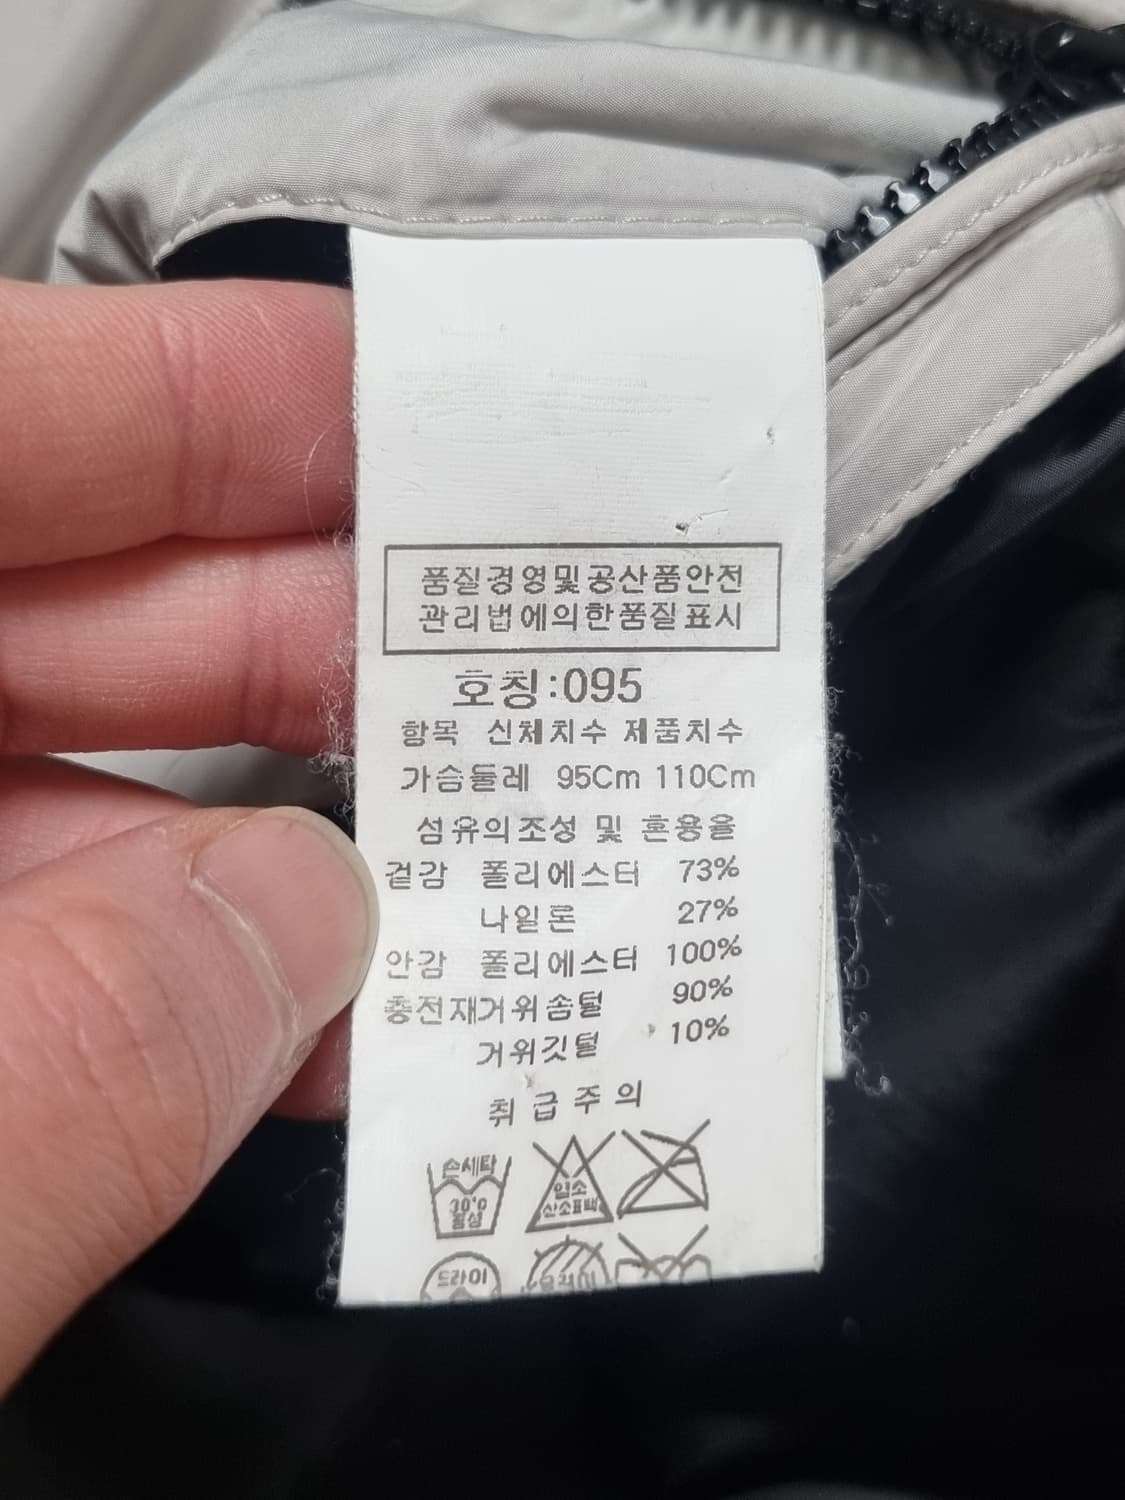 품질경영및공산품안전
관리법에의한품질표시
호칭:095
항목 신체치수 제품치수
가슴둘레 95Cm 110Cm
섬유의조성 및 혼용율
겉감 폴리에스터 73%
나일론 27%
안감 폴리에스터 100%
충전재거위솜털 90%
거위깃털 10%
취급주의
손세탁
30°C
중성
염소
산소표백
드라이